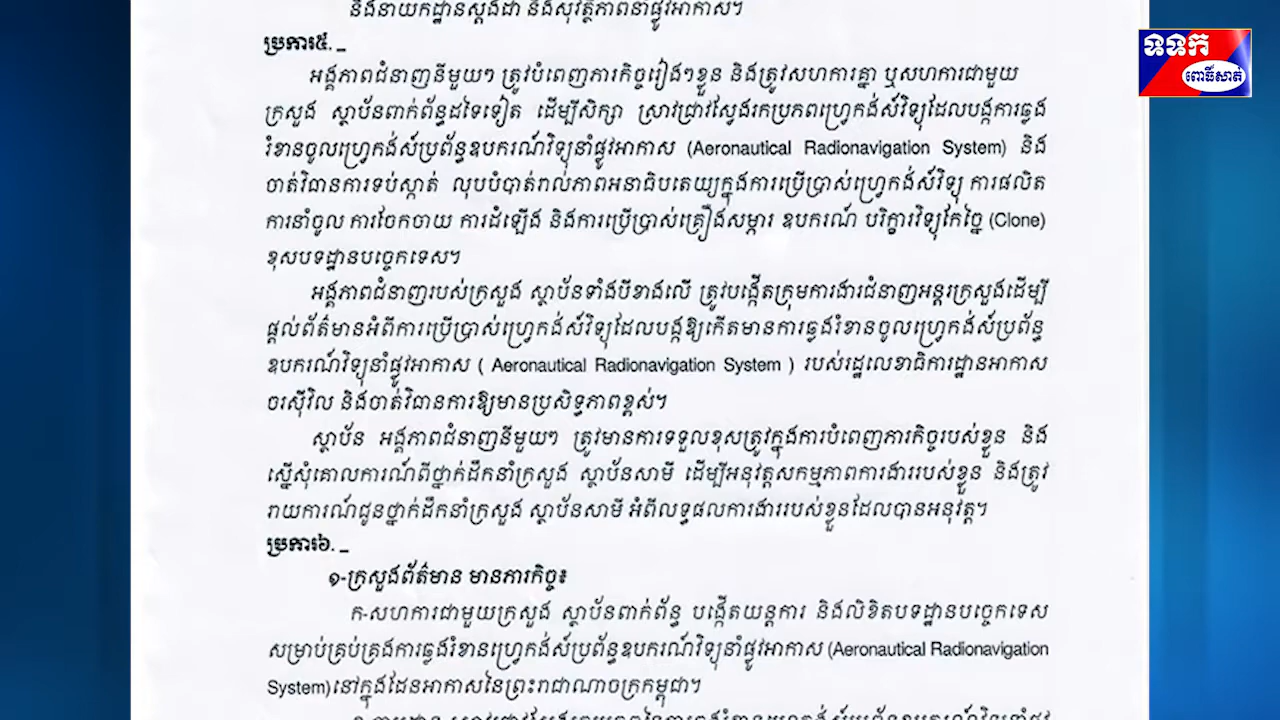 និងនាយកដ្ឋានស្តង់ដា និងសុវត្ថិភាពនាំផ្លូវអាកាស។
ទទក
ពោធិ៍សាត់
ប្រការ៥._
អង្គភាពជំនាញនីមួយៗ ត្រូវបំពេញភារកិច្ចរៀងៗខ្លួន និងត្រូវសហការគ្នា ឬសហការជាមួយ
ក្រសួង ស្ថាប័នពាក់ព័ន្ធដទៃទៀត ដើម្បីសិក្សា ស្រាវជ្រាវស្វែងរកប្រភពហ្វ្រេកង់ស៍វិទ្យុដែលបង្កការឆ្លង
រំខានចូលហ្វ្រេកង់ស៍ប្រព័ន្ធឧបករណ៍វិទ្យុនាំផ្លូវអាកាស (Aeronautical Radionavigation System) និង
ចាត់វិធានការទប់ស្កាត់ លុបបំបាត់រាល់ភាពអនាធិបតេយ្យក្នុងការប្រើប្រាស់ហ្វ្រេកង់ស៍វិទ្យុ ការផលិត
ការនាំចូល ការចែកចាយ ការដំឡើង និងការប្រើប្រាស់គ្រឿងសម្ភារ ឧបករណ៍ បរិក្ខារវិទ្យុកែច្នៃ (Clone)
ខុសបទដ្ឋានបច្ចេកទេស។
អង្គភាពជំនាញរបស់ក្រសួង ស្ថាប័នទាំងបីខាងលើ ត្រូវបង្កើតក្រុមការងារជំនាញអន្តរក្រសួងដើម្បី
ផ្តល់ព័ត៌មានអំពីការប្រើប្រាស់ហ្វ្រេកង់ស៍វិទ្យុដែលបង្កឱ្យកើតមានការឆ្លងរំខានចូលហ្វ្រេកង់ស៍ប្រព័ន្ធ
ឧបករណ៍វិទ្យុនាំផ្លូវអាកាស ( Aeronautical Radionavigation System ) របស់រដ្ឋលេខាធិការដ្ឋានអាកាស
ចរស៊ីវិល និងចាត់វិធានការឱ្យមានប្រសិទ្ធភាពខ្ពស់។
ស្ថាប័ន អង្គភាពជំនាញនីមួយៗ ត្រូវមានការទទួលខុសត្រូវក្នុងការបំពេញភារកិច្ចរបស់ខ្លួន និង
ស្នើសុំគោលការណ៍ពីថ្នាក់ដឹកនាំក្រសួង ស្ថាប័នសាមី ដើម្បីអនុវត្តសកម្មភាពការងាររបស់ខ្លួន និងត្រូវ
រាយការណ៍ជូនថ្នាក់ដឹកនាំក្រសួង ស្ថាប័នសាមី អំពីលទ្ធផលការងាររបស់ខ្លួនដែលបានអនុវត្ត។
ប្រការ៦._
១-ក្រសួងព័ត៌មាន មានភារកិច្ច៖
ក-សហការជាមួយក្រសួង ស្ថាប័នពាក់ព័ន្ធ បង្កើតយន្តការ និងលិខិតបទដ្ឋានបច្ចេកទេស
សម្រាប់គ្រប់គ្រងការឆ្លងរំខានហ្វ្រេកង់ស៍ប្រព័ន្ធឧបករណ៍វិទ្យុនាំផ្លូវអាកាស (Aeronautical Radionavigation
System)នៅក្នុងដែនអាកាសនៃព្រះរាជាណាចក្រកម្ពុជា។